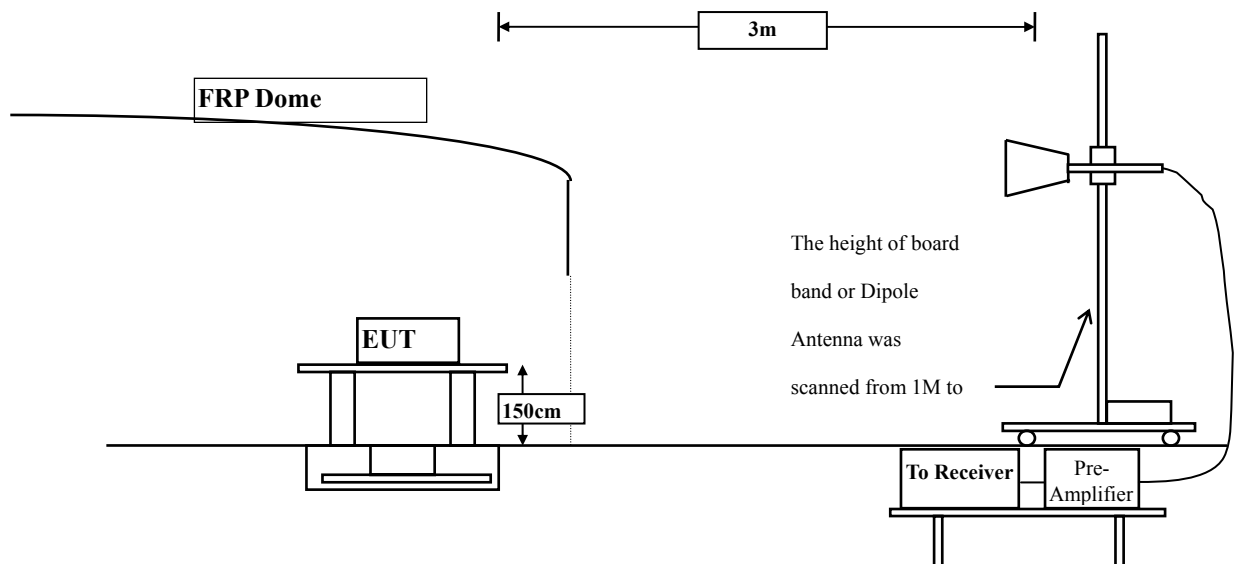 3m
FRP Dome
The height of board
band or Dipole
Antenna was
scanned from 1M to
EUT
150cm
To Receiver
Pre-
Amplifier